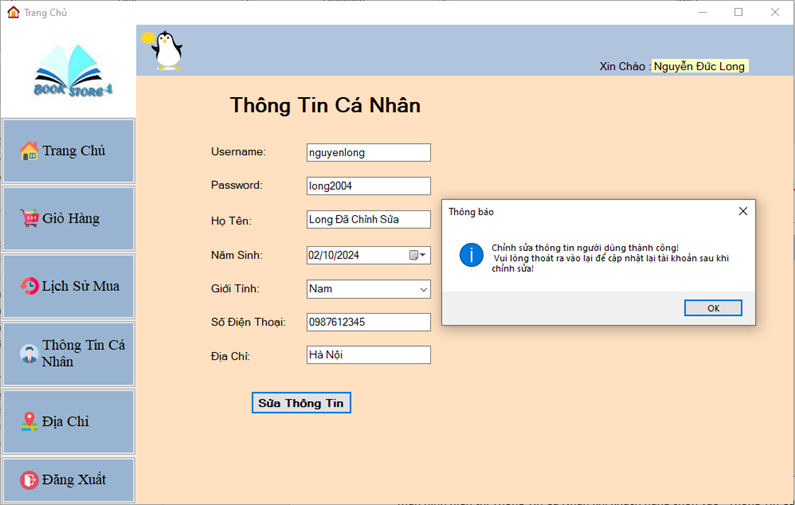 Trang Chủ
BOOK STORE-4
Xin Chào : Nguyễn Đức Long
Thông Tin Cá Nhân
Trang Chủ
Giỏ Hàng
Lịch Sử Mua
Thông Tin Cá
Nhân
Địa Chỉ
Đăng Xuất
Username: nguyenlong
Password: long2004
Họ Tên: Long Đã Chỉnh Sửa
Năm Sinh: 02/10/2024
Giới Tính: Nam
Số Điện Thoại: 0987612345
Địa Chỉ: Hà Nội
Sửa Thông Tin
Thông báo
Chỉnh sửa thông tin người dùng thành công!
Vui lòng thoát ra vào lại để cập nhật lại tài khoản sau khi
chỉnh sửa!
OK